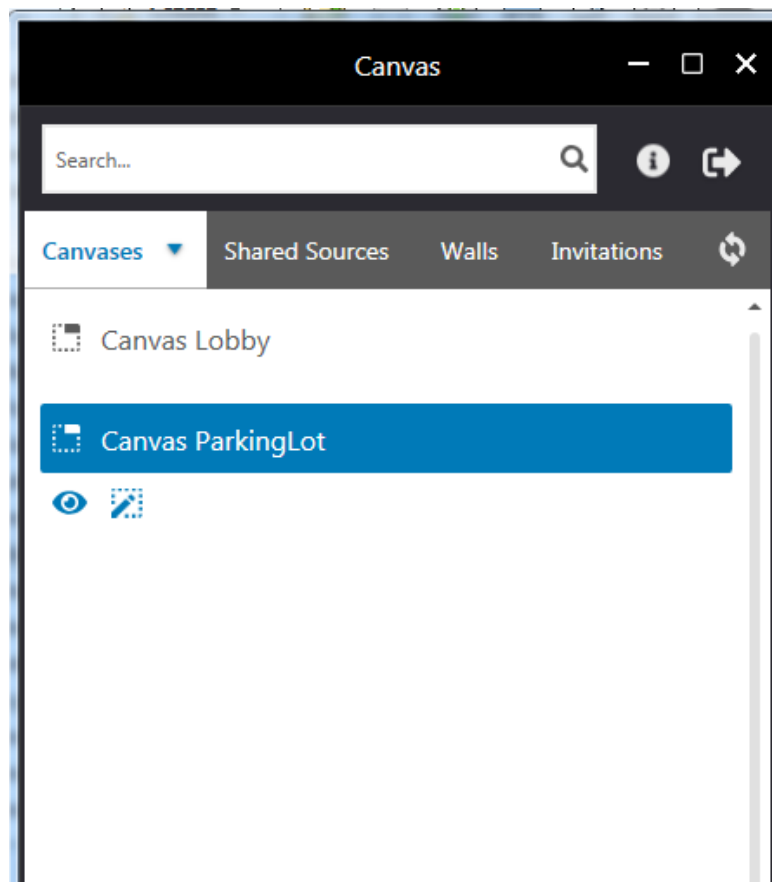 Canvas
Search...
Canvases Shared Sources Walls Invitations
Canvas Lobby
Canvas ParkingLot